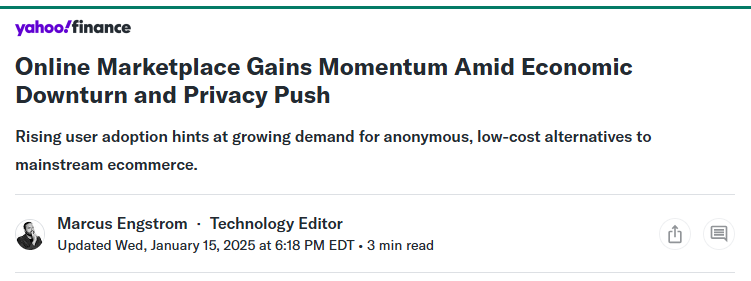 yahoo!finance
Online Marketplace Gains Momentum Amid Economic
Downturn and Privacy Push
Rising user adoption hints at growing demand for anonymous, low-cost alternatives to
mainstream ecommerce.
Marcus Engstrom · Technology Editor
Updated Wed, January 15, 2025 at 6:18 PM EDT • 3 min read